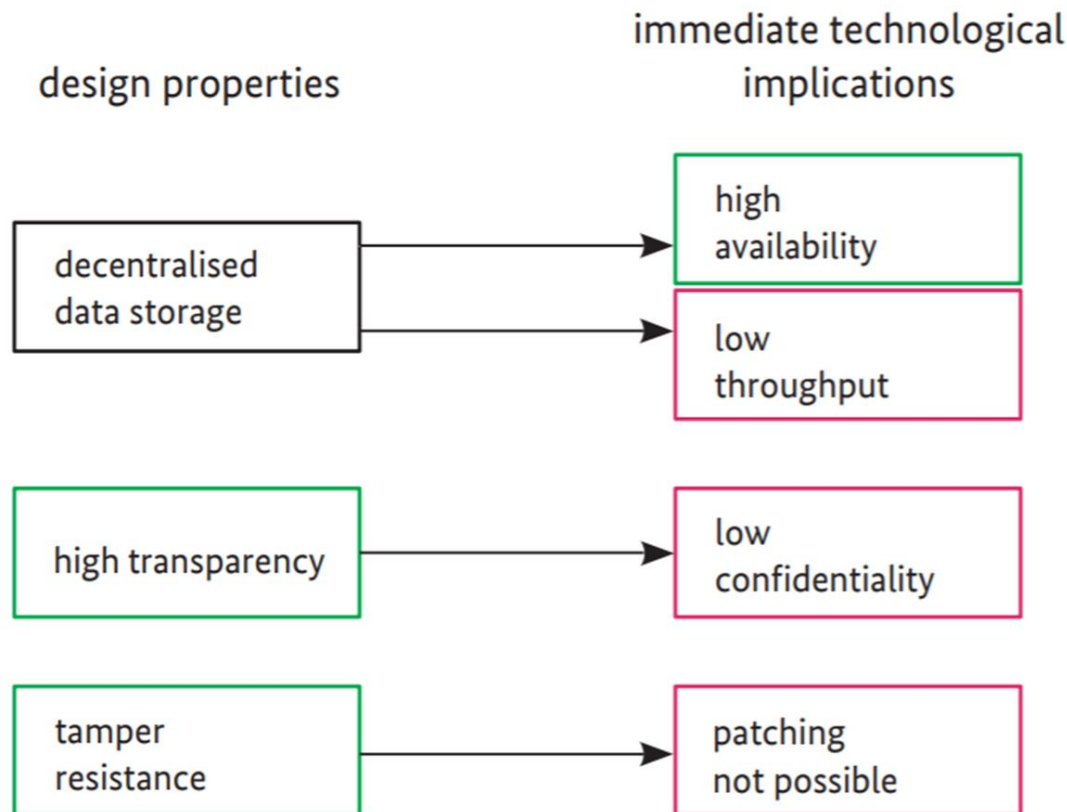 design properties
immediate technological
implications
decentralised
data storage
high
availability
low
throughput
high transparency
low
confidentiality
tamper
resistance
patching
not possible